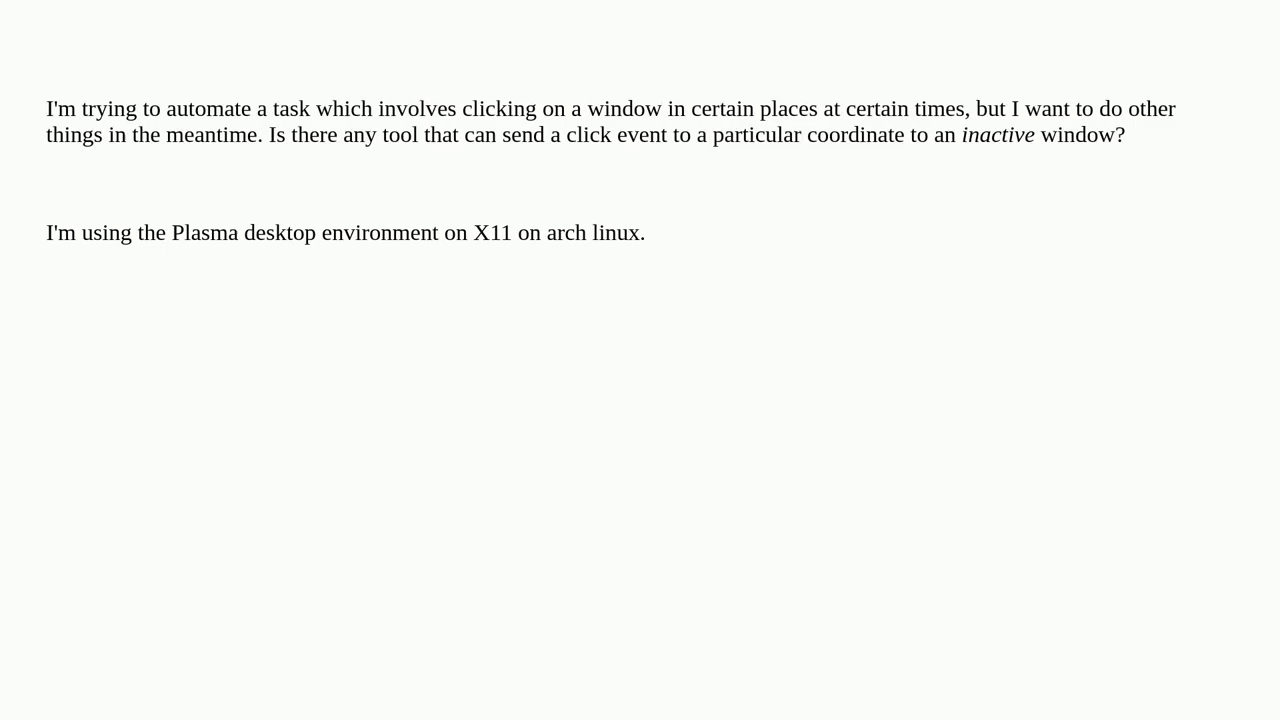 I'm trying to automate a task which involves clicking on a window in certain places at certain times, but I want to do other
things in the meantime. Is there any tool that can send a click event to a particular coordinate to an inactive window?
I'm using the Plasma desktop environment on X11 on arch linux.